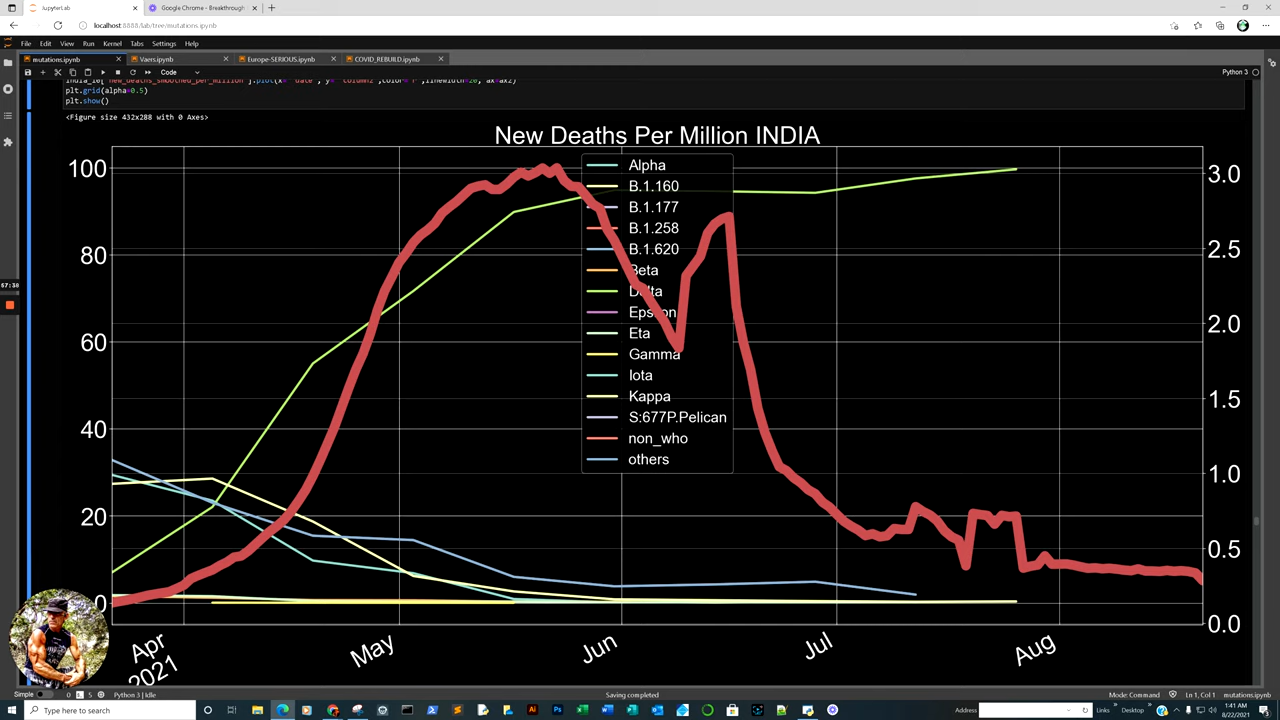 JupyterLab
Google Chrome - Breakthrough
localhost:8888/lab/tree/mutations.ipynb
File Edit View Run Kernel Tabs Settings Help
mutations.ipynb Vaers.ipynb Europe-SERIOUS.ipynb COVID_REBUILD.ipynb
Code Python 3
plt.grid(alpha=0.5)
plt.show()
<Figure size 432x288 with 0 Axes>
New Deaths Per Million INDIA
100
80
60
40
20
0
Alpha
B.1.160
B.1.177
B.1.258
B.1.620
Beta
Delta
Epsilon
Eta
Gamma
Iota
Kappa
S:677P.Pelican
non_who
others
3.0
2.5
2.0
1.5
1.0
0.5
0.0
Apr
2021
May
Jun
Jul
Aug
67:38
Simple 0 5 Python 3 | Idle Saving completed Mode: Command Ln 1, Col 1 mutations.ipynb
Type here to search Address Links Desktop 1:41 AM
8/22/2021